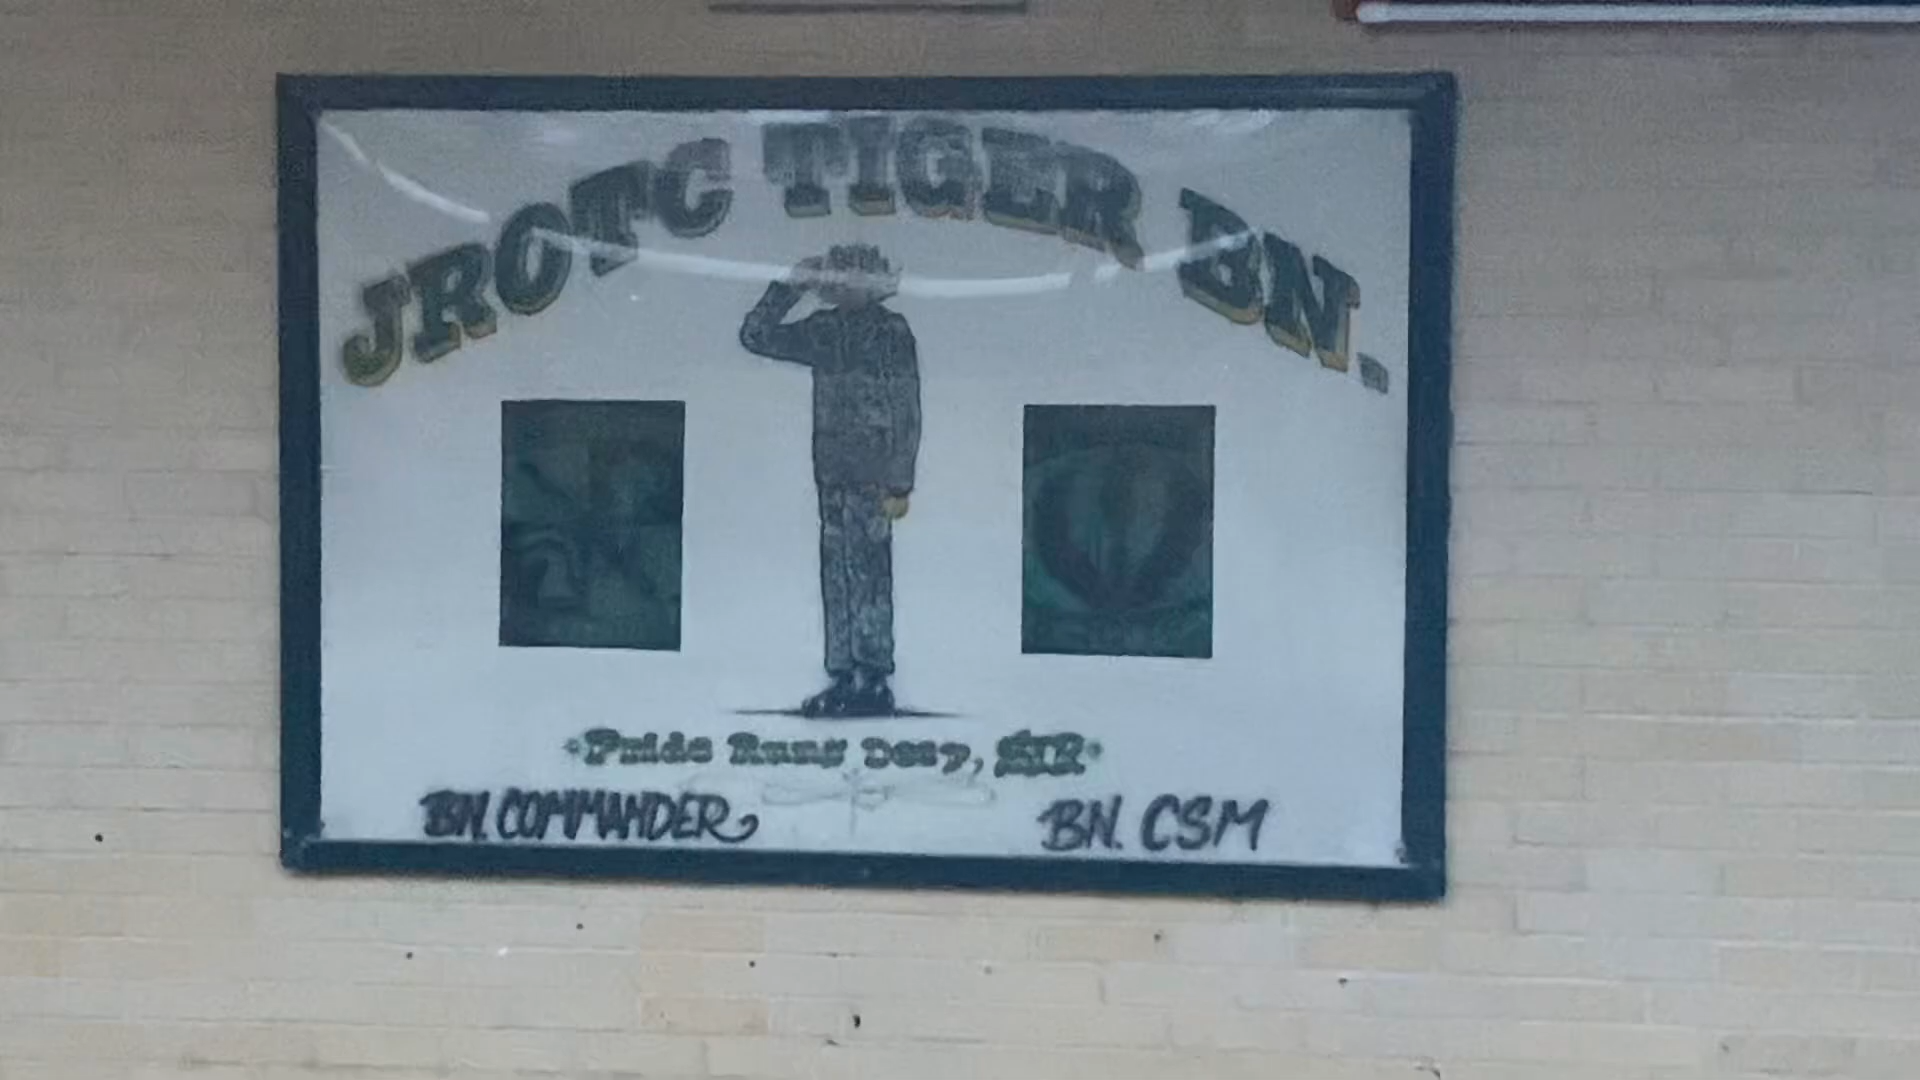 JROTC TIGER BN.
Pride Runs Deep, SIR
BN. COMMANDER
BN. CSM